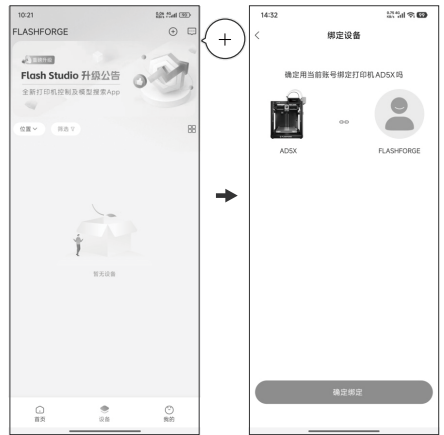 10:21
FLASHFORGE
Flash Studio 升级公告
全新打印机控制及模型搜索App
位置
筛选
暂无设备
首页
设备
我的
14:32
99
绑定设备
确定用当前账号绑定打印机AD5X吗
AD5X
FLASHFORGE
确定绑定